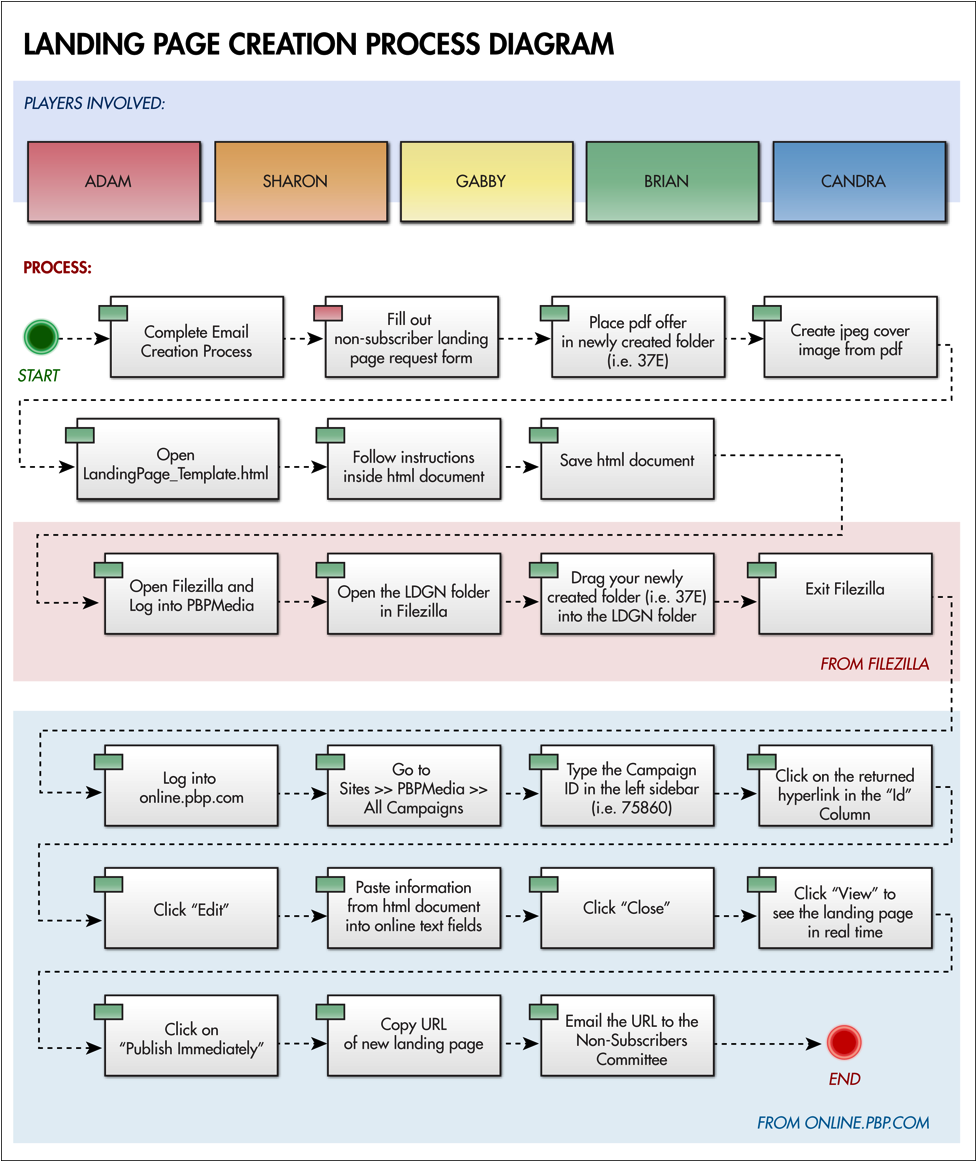 LANDING PAGE CREATION PROCESS DIAGRAM
PLAYERS INVOLVED:
ADAM
SHARON
GABBY
BRIAN
CANDRA
PROCESS:
START
Complete Email
Creation Process
Fill out
non-subscriber landing
page request form
Place pdf offer
in newly created folder
(i.e. 37E)
Create jpeg cover
image from pdf
Open
LandingPage_Template.html
Follow instructions
inside html document
Save html document
Open Filezilla and
Log into PBPMedia
Open the LDGN folder
in Filezilla
Drag your newly
created folder (i.e. 37E)
into the LDGN folder
Exit Filezilla
FROM FILEZILLA
Log into
online.pbp.com
Go to
Sites >> PBPMedia >>
All Campaigns
Type the Campaign
ID in the left sidebar
(i.e. 75860)
Click on the returned
hyperlink in the “Id”
Column
Click “Edit”
Paste information
from html document
into online text fields
Click “Close”
Click “View” to
see the landing page
in real time
Click on
“Publish Immediately”
Copy URL
of new landing page
Email the URL to the
Non-Subscribers
Committee
END
FROM ONLINE.PBP.COM